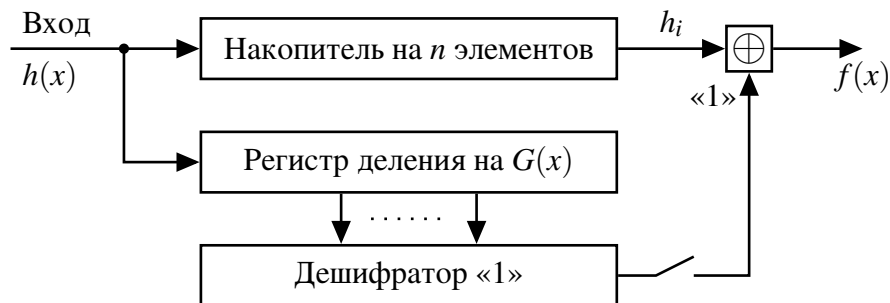 Вход
h(x)
Накопитель на n элементов
h_i
⊕
f(x)
«1»
Регистр деления на G(x)
......
Дешифратор «1»